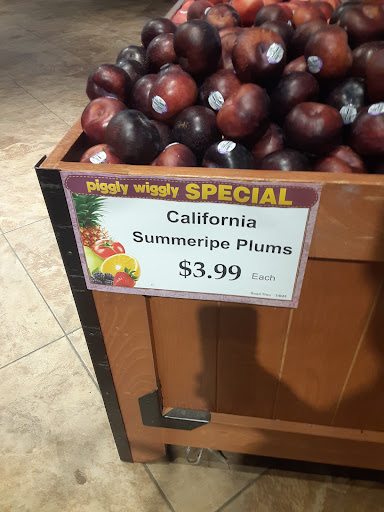 piggly wiggly SPECIAL
California
Summeripe Plums
$3.99 Each